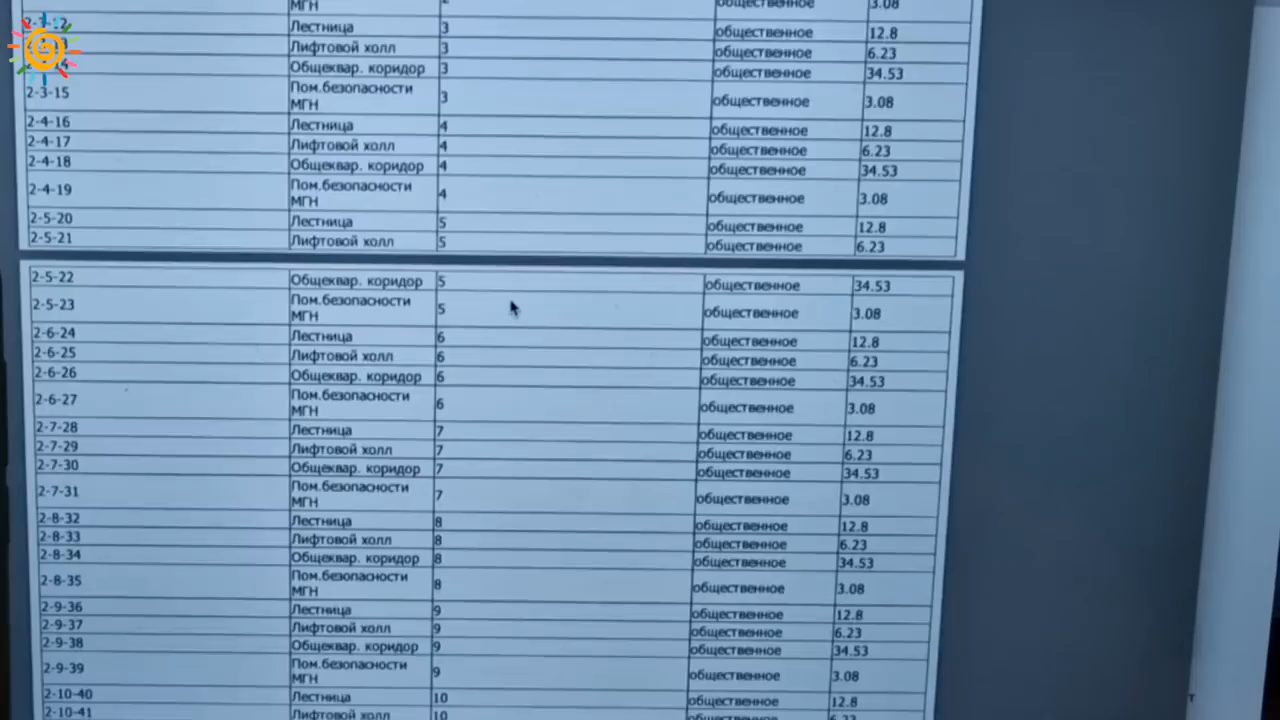 МГН общественное 3.08
Лестница 3 общественное 12.8
Лифтовой холл 3 общественное 6.23
Общеквар. коридор 3 общественное 34.53
2-3-15 Пом.безопасности МГН 3 общественное 3.08
2-4-16 Лестница 4 общественное 12.8
2-4-17 Лифтовой холл 4 общественное 6.23
2-4-18 Общеквар. коридор 4 общественное 34.53
2-4-19 Пом.безопасности МГН 4 общественное 3.08
2-5-20 Лестница 5 общественное 12.8
2-5-21 Лифтовой холл 5 общественное 6.23
2-5-22 Общеквар. коридор 5 общественное 34.53
2-5-23 Пом.безопасности МГН 5 общественное 3.08
2-6-24 Лестница 6 общественное 12.8
2-6-25 Лифтовой холл 6 общественное 6.23
2-6-26 Общеквар. коридор 6 общественное 34.53
2-6-27 Пом.безопасности МГН 6 общественное 3.08
2-7-28 Лестница 7 общественное 12.8
2-7-29 Лифтовой холл 7 общественное 6.23
2-7-30 Общеквар. коридор 7 общественное 34.53
2-7-31 Пом.безопасности МГН 7 общественное 3.08
2-8-32 Лестница 8 общественное 12.8
2-8-33 Лифтовой холл 8 общественное 6.23
2-8-34 Общеквар. коридор 8 общественное 34.53
2-8-35 Пом.безопасности МГН 8 общественное 3.08
2-9-36 Лестница 9 общественное 12.8
2-9-37 Лифтовой холл 9 общественное 6.23
2-9-38 Общеквар. коридор 9 общественное 34.53
2-9-39 Пом.безопасности МГН 9 общественное 3.08
2-10-40 Лестница 10 общественное 12.8
2-10-41 Лифтовой холл 10 общественное 6.23